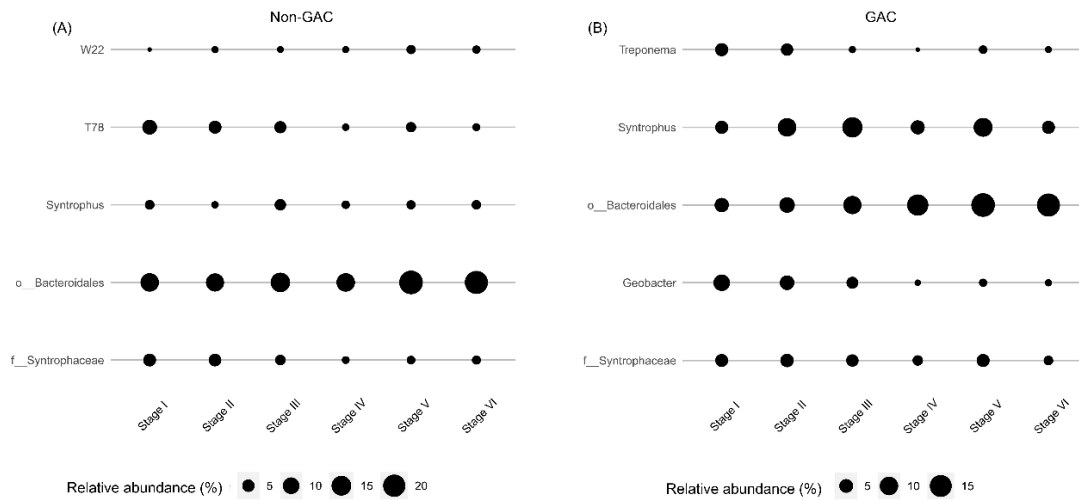 (A) Non-GAC
W22
T78
Syntrophus
o__Bacteroidales
f__Syntrophaceae
Stage I Stage II Stage III Stage IV Stage V Stage VI
Relative abundance (%) 5 10 15 20
(B) GAC
Treponema
Syntrophus
o__Bacteroidales
Geobacter
f__Syntrophaceae
Stage I Stage II Stage III Stage IV Stage V Stage VI
Relative abundance (%) 5 10 15